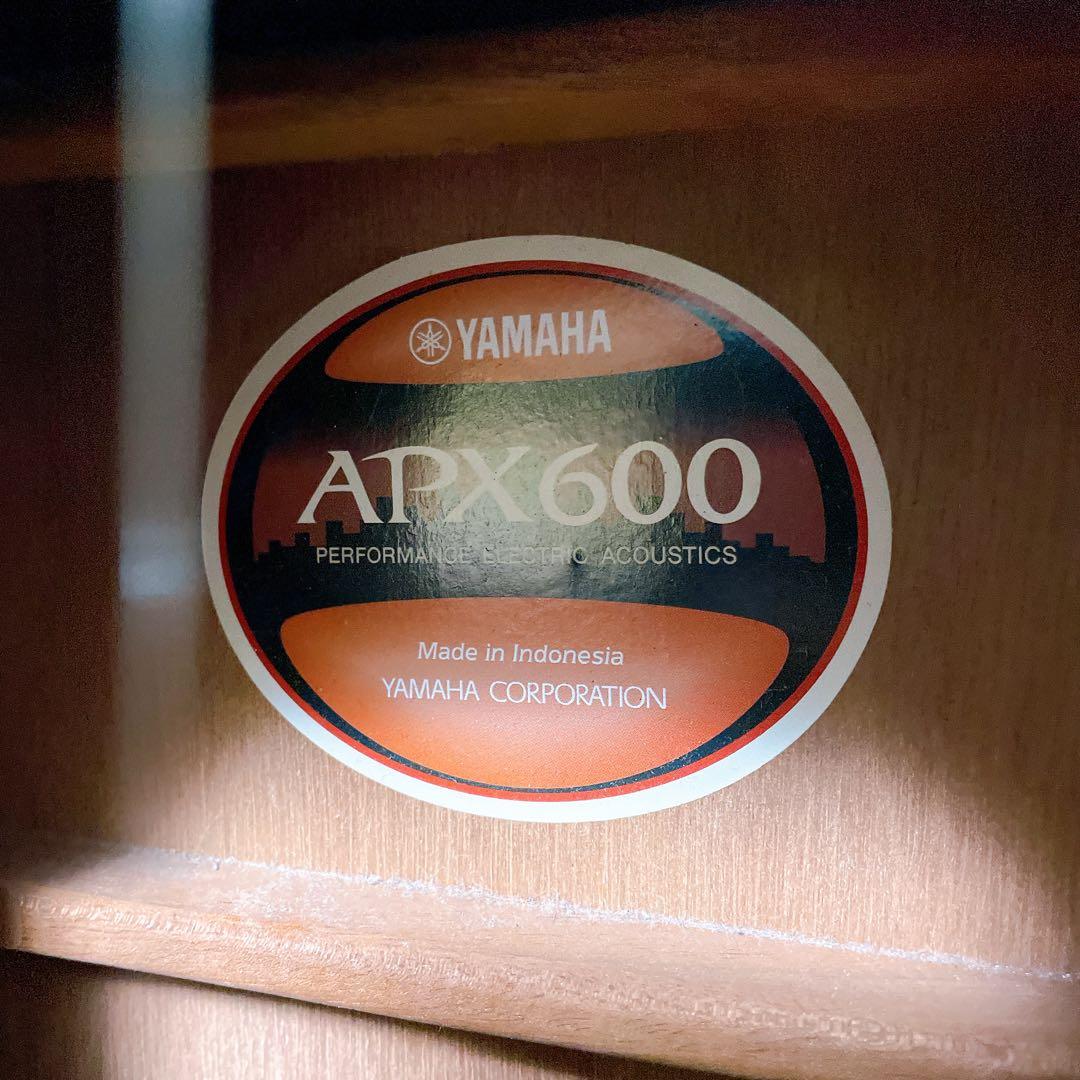 YAMAHA
APX600
PERFORMANCE ELECTRIC ACOUSTICS
Made in Indonesia
YAMAHA CORPORATION